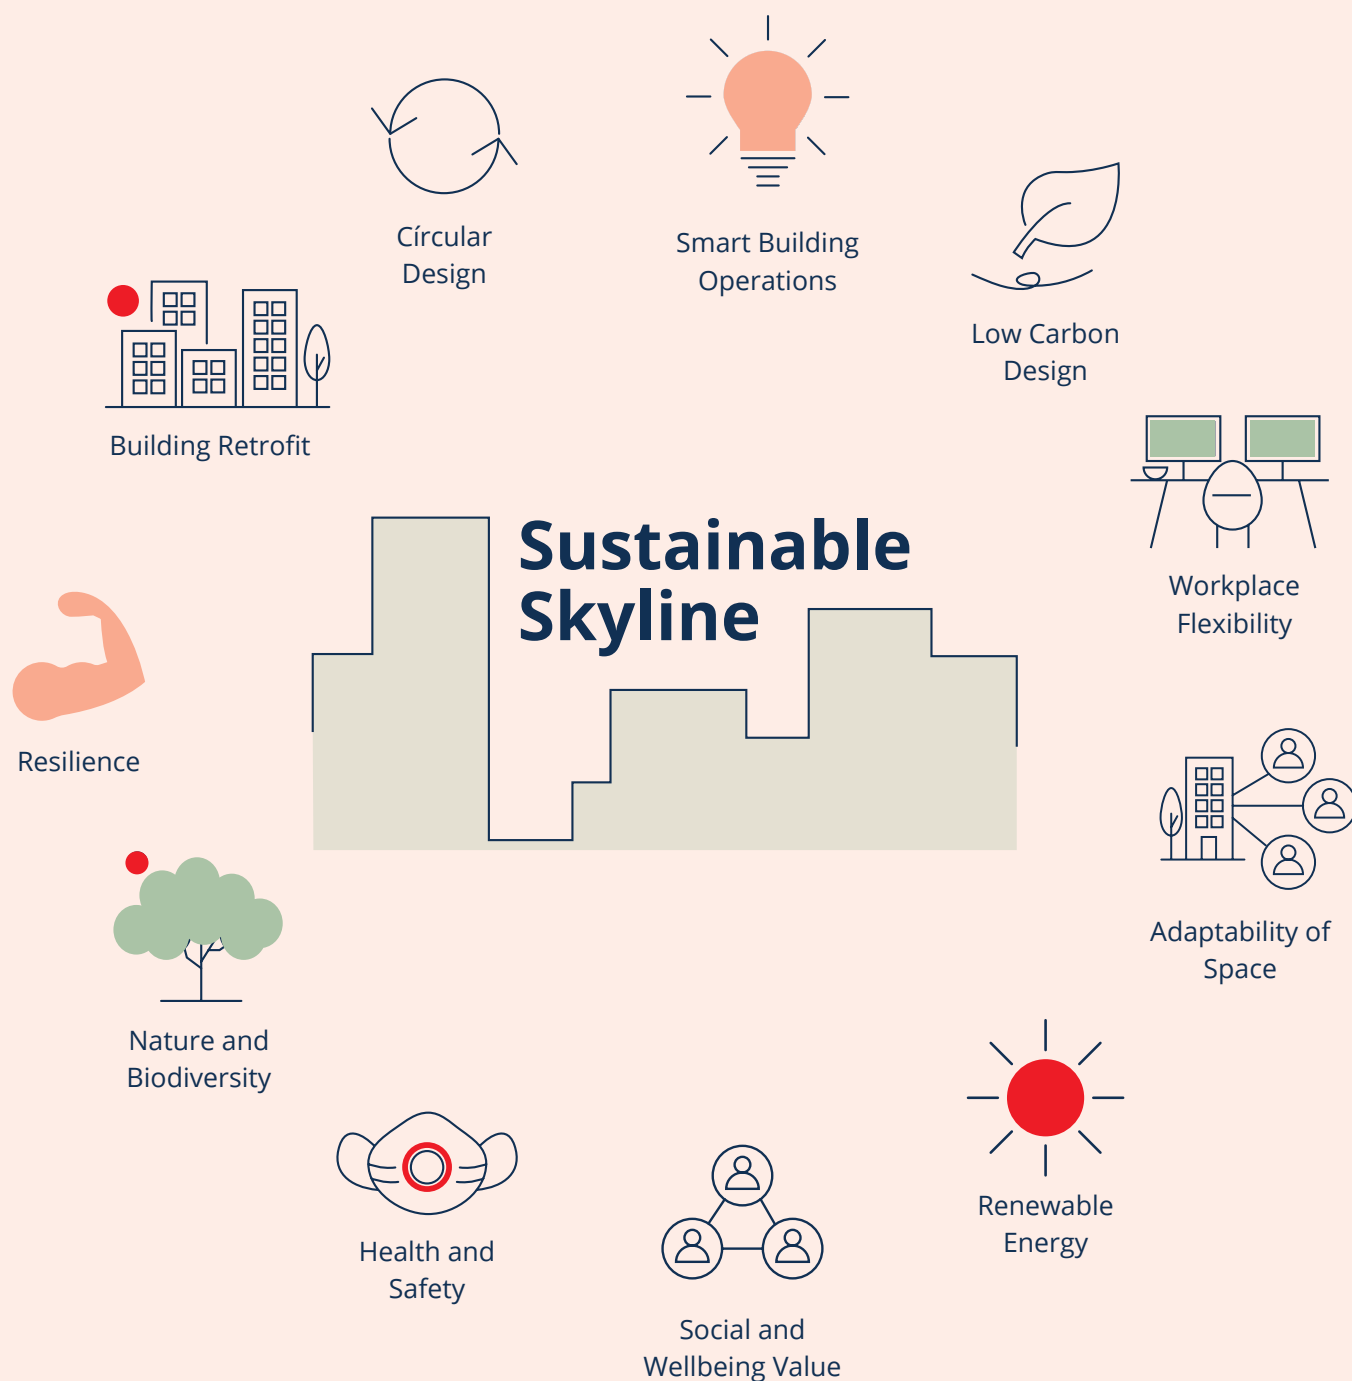 Círcular
Design
Smart Building
Operations
Low Carbon
Design
Building Retrofit
Workplace
Flexibility
Sustainable
Skyline
Resilience
Adaptability of
Space
Nature and
Biodiversity
Renewable
Energy
Health and
Safety
Social and
Wellbeing Value